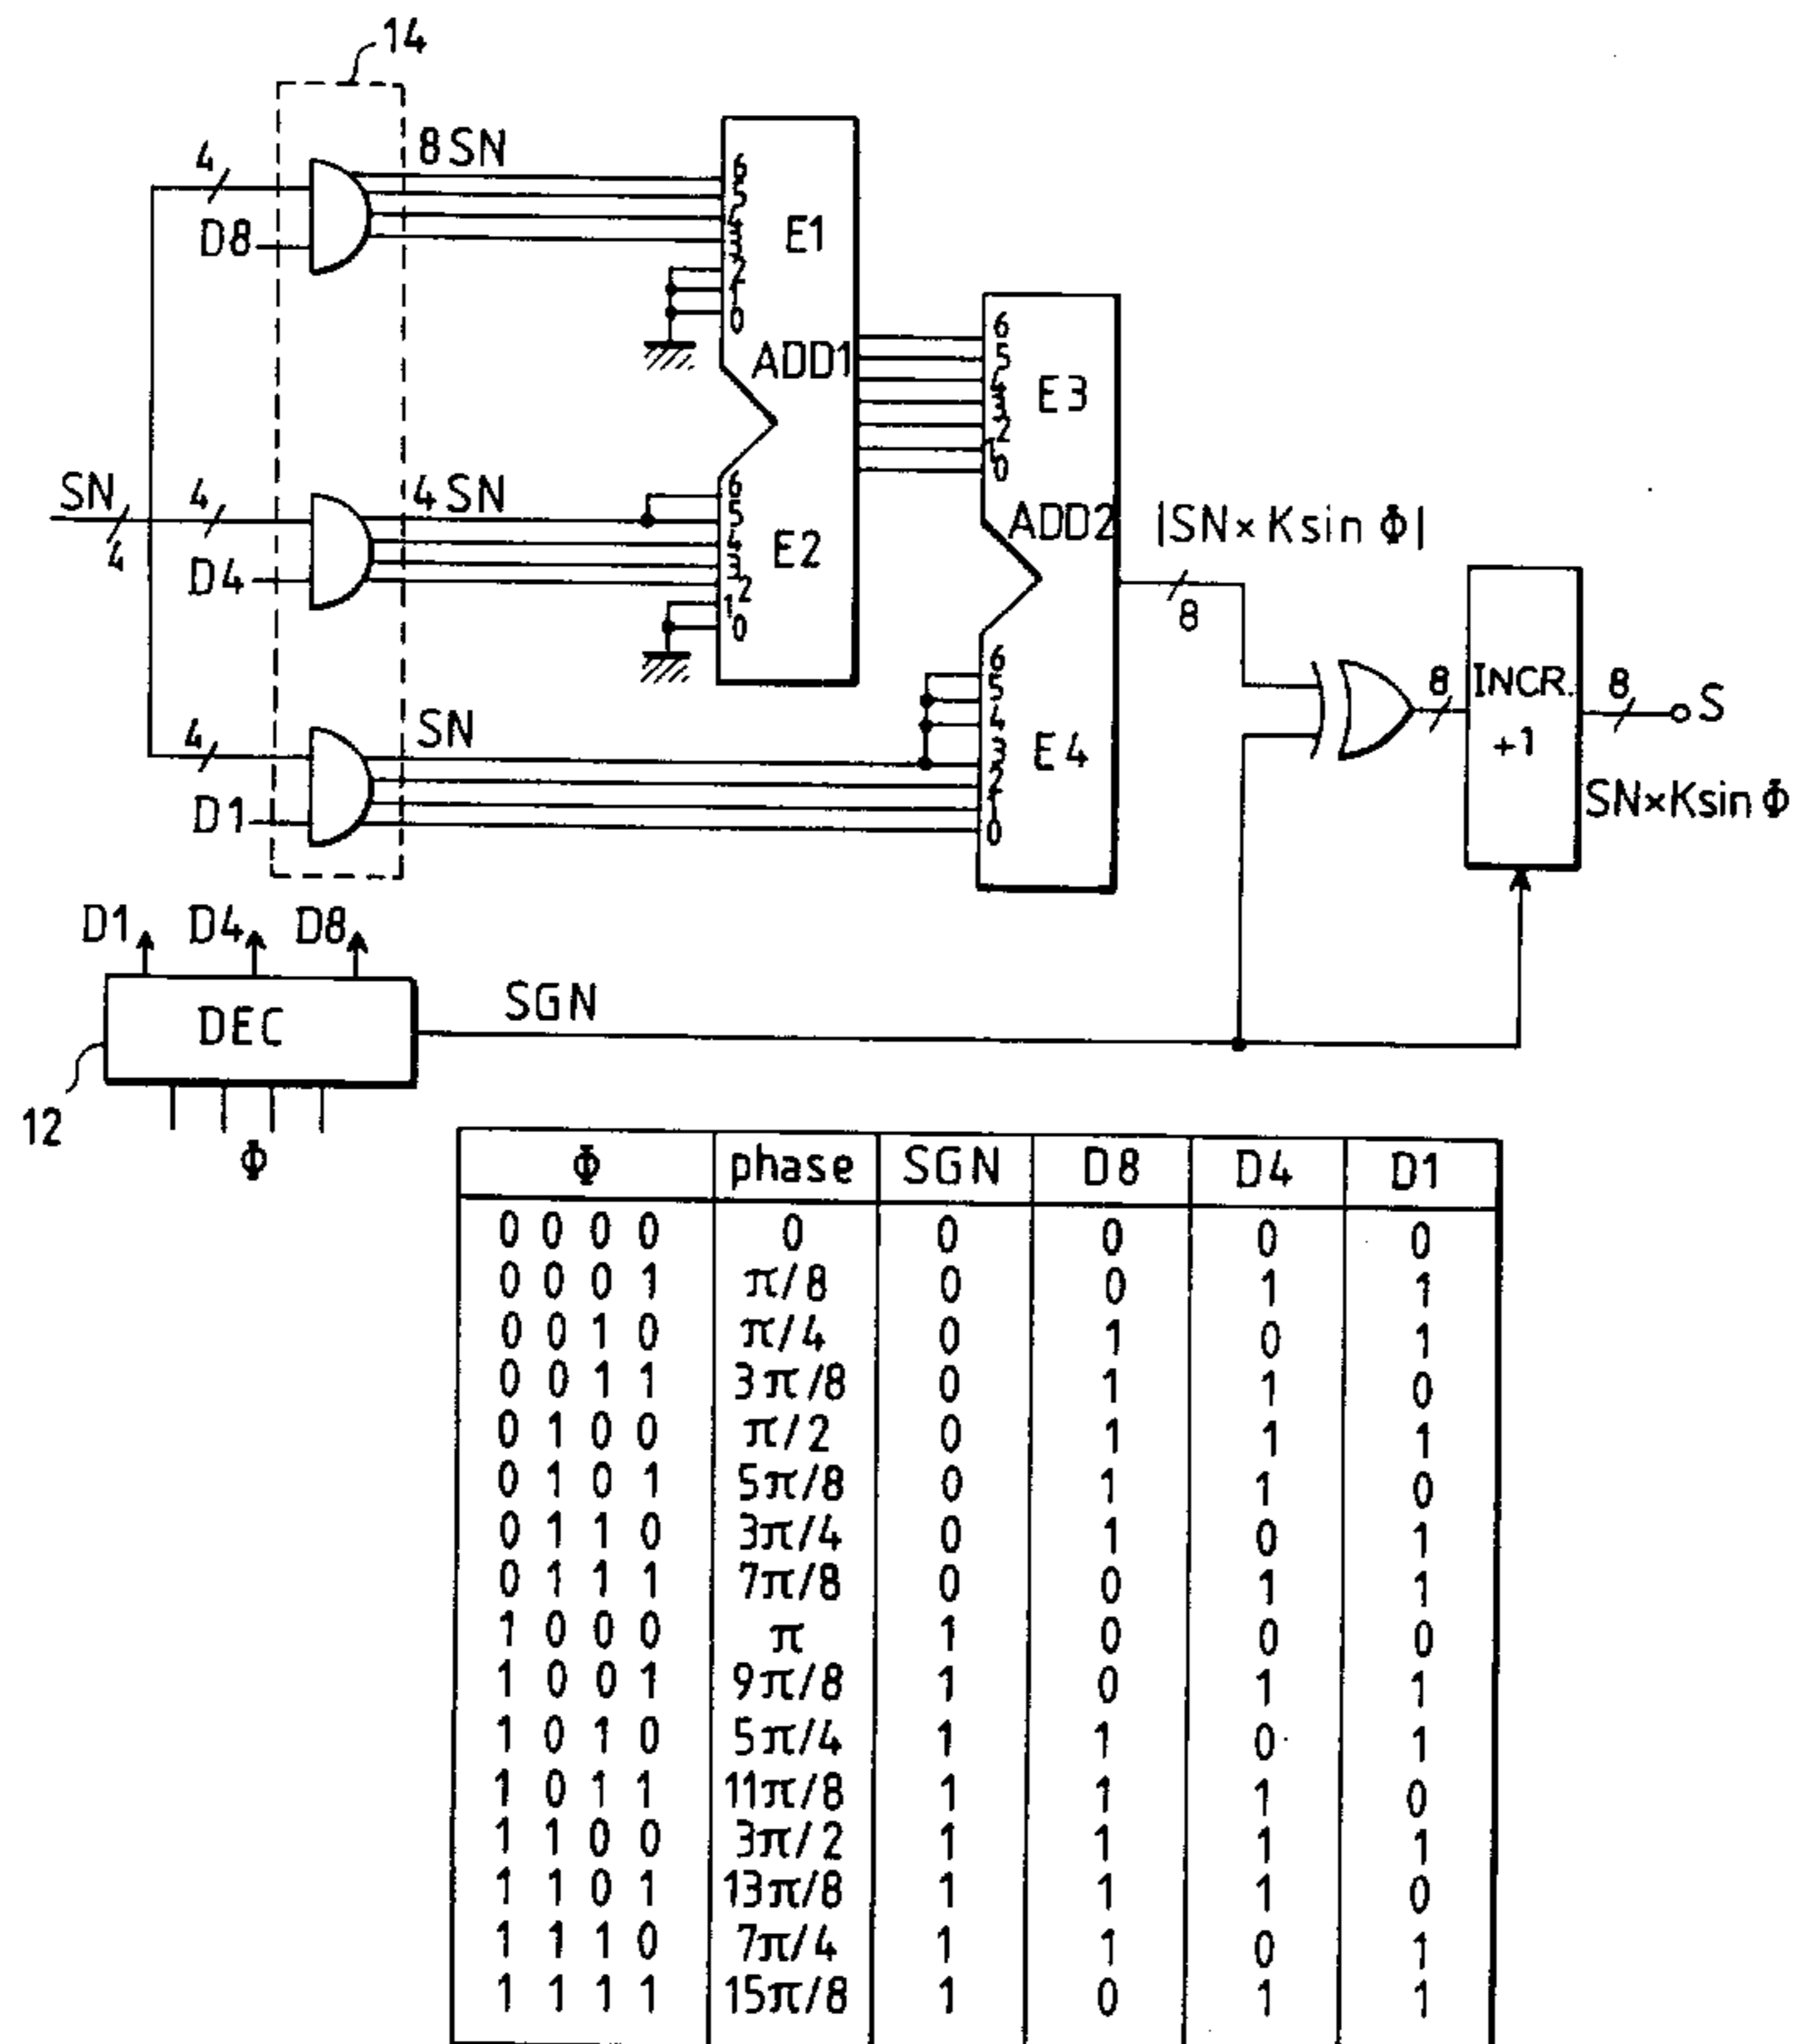 14
4
8 SN
D8
6
5
4
3
2
1
0
E1
ADD1
SN
4
4
4 SN
D4
6
5
4
3
2
1
0
E2
6
5
4
3
2
1
0
E3
ADD2
|SN×Ksin Φ|
8
4
SN
D1
6
5
4
3
2
1
0
E4
8
INCR.
+1
8
S
SN×Ksin Φ
D1 D4 D8
DEC
SGN
12
Φ
Φ phase SGN D8 D4 D1
0 0 0 0 0 0 0 0 0
0 0 0 1 π/8 0 0 1 1
0 0 1 0 π/4 0 1 0 1
0 0 1 1 3π/8 0 1 1 0
0 1 0 0 π/2 0 1 1 1
0 1 0 1 5π/8 0 1 1 0
0 1 1 0 3π/4 0 1 0 1
0 1 1 1 7π/8 0 0 1 1
1 0 0 0 π 1 0 0 0
1 0 0 1 9π/8 1 0 1 1
1 0 1 0 5π/4 1 1 0 1
1 0 1 1 11π/8 1 1 1 0
1 1 0 0 3π/2 1 1 1 1
1 1 0 1 13π/8 1 1 1 0
1 1 1 0 7π/4 1 1 0 1
1 1 1 1 15π/8 1 0 1 1